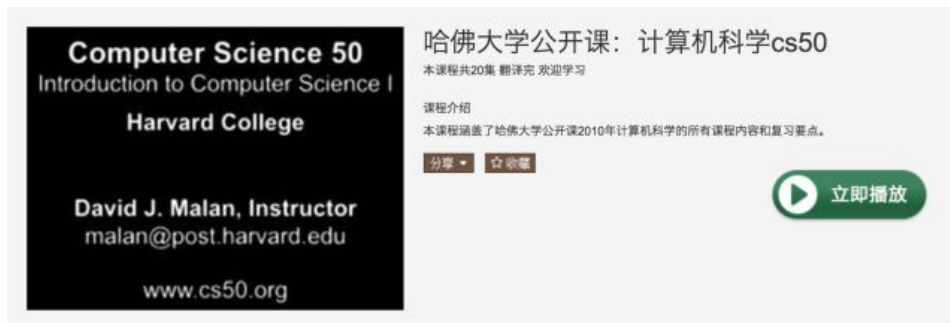 Computer Science 50
Introduction to Computer Science I
Harvard College
David J. Malan, Instructor
malan@post.harvard.edu
www.cs50.org
哈佛大学公开课：计算机科学cs50
本课程共20集 翻译完 欢迎学习
课程介绍
本课程涵盖了哈佛大学公开课2010年计算机科学的所有课程内容和复习要点。
分享
收藏
立即播放